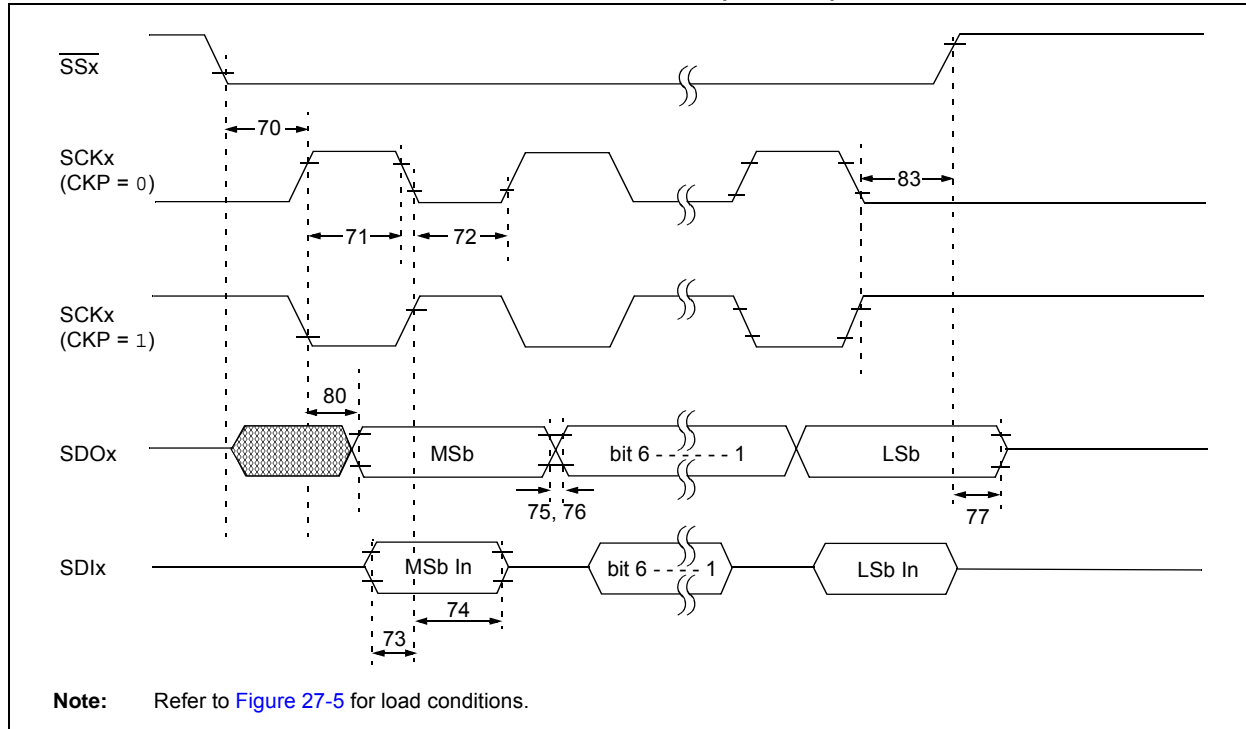 SSx
70
SCKx
(CKP = 0)
83
71
72
SCKx
(CKP = 1)
80
SDOx
MSb
bit 6 - - - - - - 1
LSb
75, 76
77
SDIx
MSb In
bit 6 - - - - 1
LSb In
74
73
Note: Refer to Figure 27-5 for load conditions.